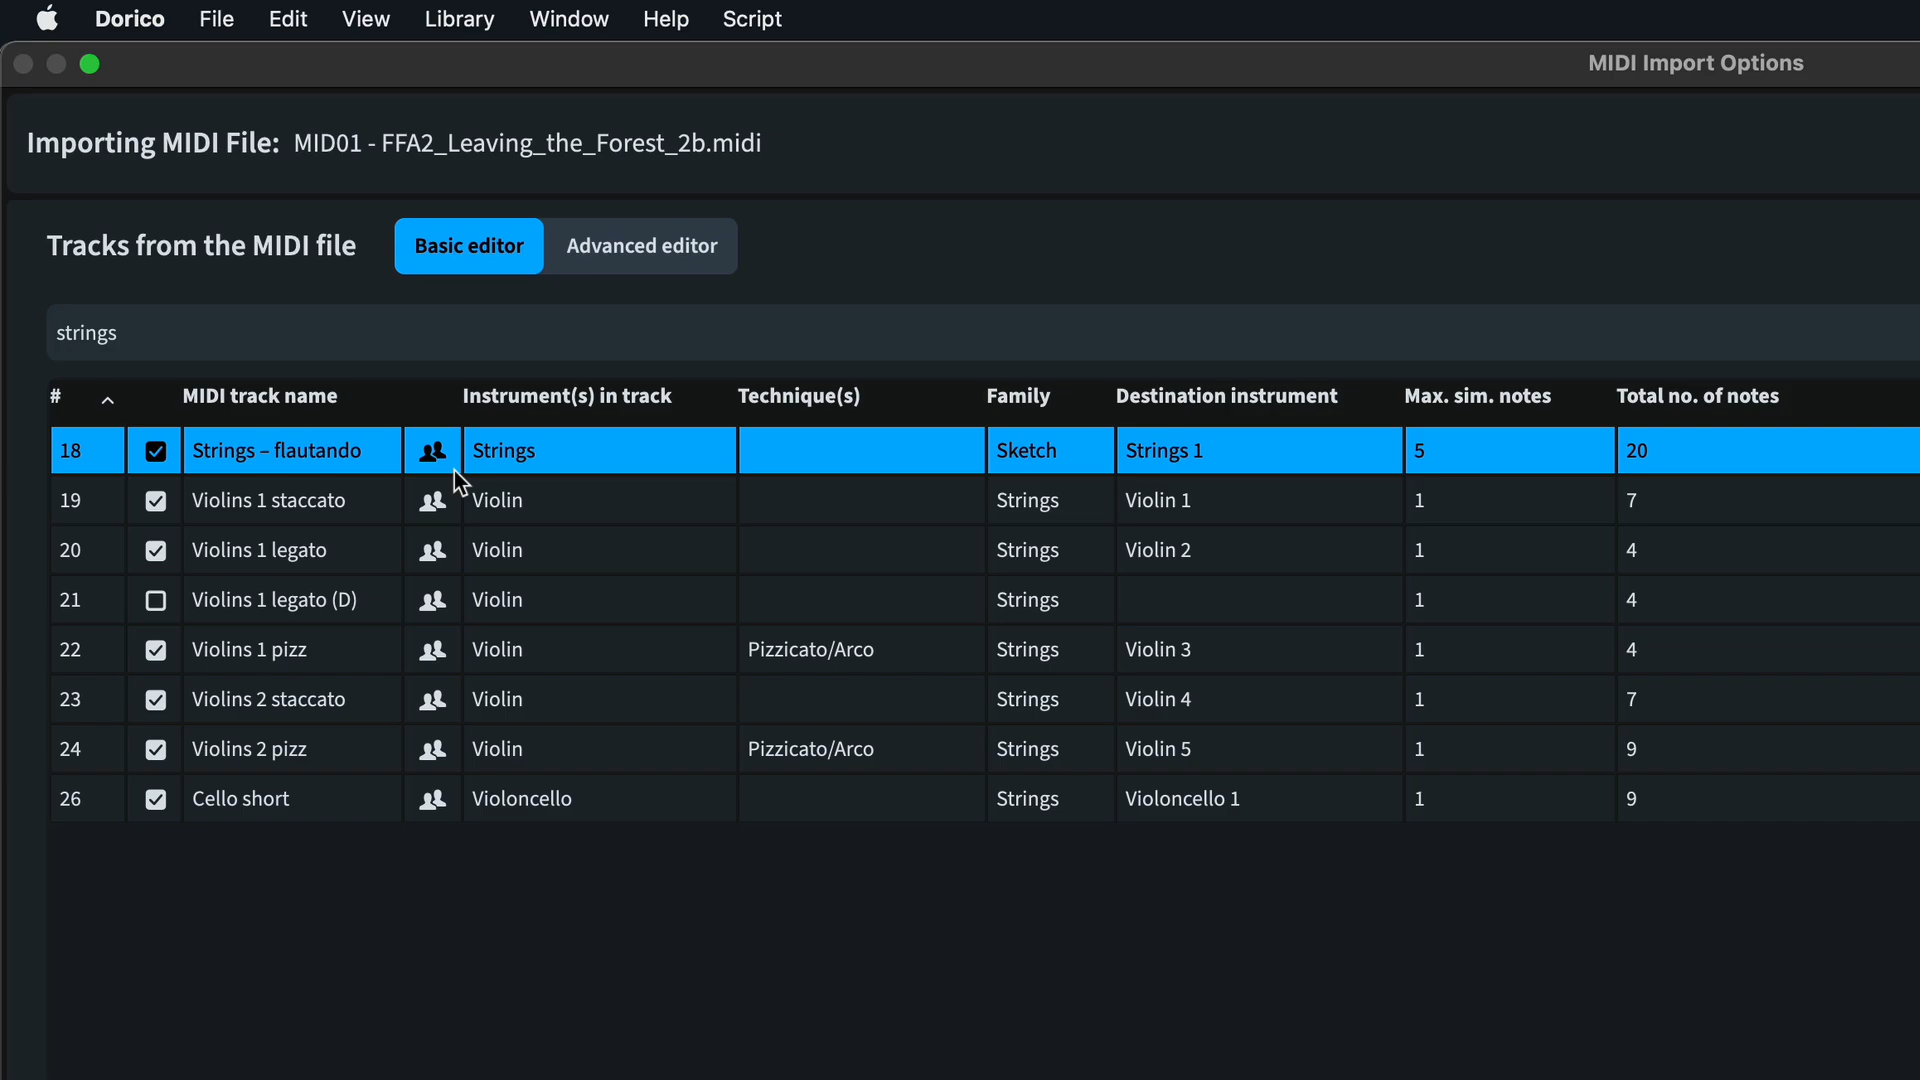 Dorico File Edit View Library Window Help Script
MIDI Import Options
Importing MIDI File: MID01 - FFA2_Leaving_the_Forest_2b.midi
Tracks from the MIDI file Basic editor Advanced editor
strings
# MIDI track name Instrument(s) in track Technique(s) Family Destination instrument Max. sim. notes Total no. of notes
18 Strings – flautando Strings Sketch Strings 1 5 20
19 Violins 1 staccato Violin Strings Violin 1 1 7
20 Violins 1 legato Violin Strings Violin 2 1 4
21 Violins 1 legato (D) Violin Strings 1 4
22 Violins 1 pizz Violin Pizzicato/Arco Strings Violin 3 1 4
23 Violins 2 staccato Violin Strings Violin 4 1 7
24 Violins 2 pizz Violin Pizzicato/Arco Strings Violin 5 1 9
26 Cello short Violoncello Strings Violoncello 1 1 9